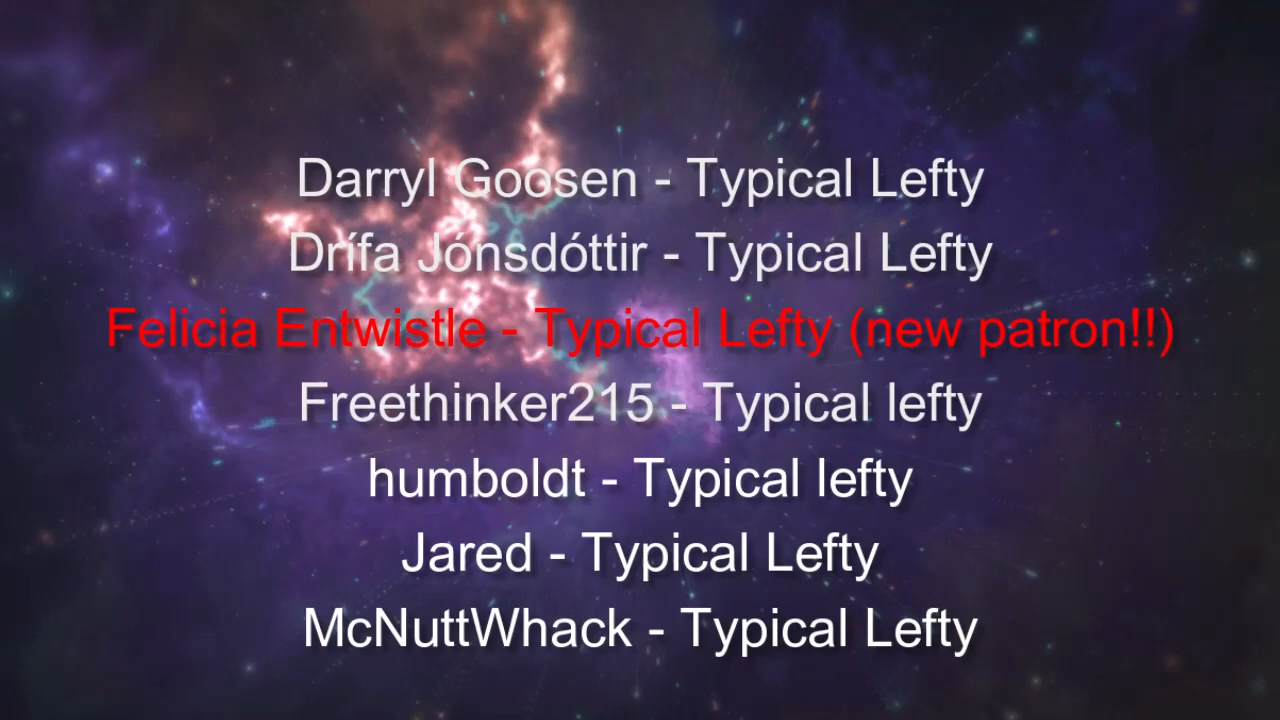 Darryl Goosen - Typical Lefty
Drífa Jónsdóttir - Typical Lefty
Felicia Entwistle - Typical Lefty (new patron!!)
Freethinker215 - Typical lefty
humboldt - Typical lefty
Jared - Typical Lefty
McNuttWhack - Typical Lefty